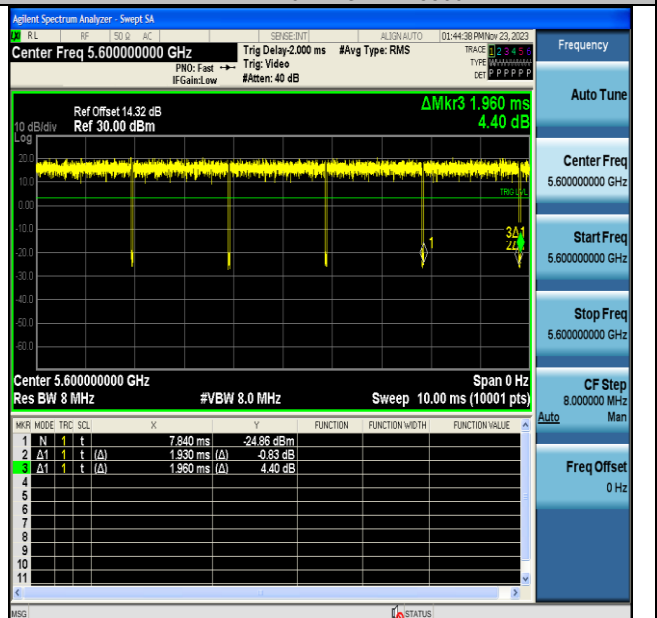 Agilent Spectrum Analyzer - Swept SA
RL RF 50 Ω AC SENSE:INT ALIGN AUTO 01:44:38 PM Nov 23, 2023
Center Freq 5.600000000 GHz
Trig Delay-2.000 ms #Avg Type: RMS
TRACE 1 2 3 4 5 6
PNO: Fast Trig: Video
TYPE
IFGain:Low #Atten: 40 dB
DET P P P P P P
Frequency
Auto Tune
Ref Offset 14.32 dB
ΔMkr3 1.960 ms
10 dB/div Ref 30.00 dBm
4.40 dB
Log
20.0
10.0
0.00
-10.0
-20.0
-30.0
-40.0
-50.0
-60.0
TRIG LVL
1
3Δ1
Center Freq
5.600000000 GHz
Start Freq
5.600000000 GHz
Stop Freq
5.600000000 GHz
CF Step
8.000000 MHz
Auto Man
Freq Offset
0 Hz
Center 5.600000000 GHz Span 0 Hz
Res BW 8 MHz #VBW 8.0 MHz Sweep 10.00 ms (10001 pts)
MKR MODE TRC SCL X Y FUNCTION FUNCTION WIDTH FUNCTION VALUE
1 N 1 t 7.840 ms -24.86 dBm
2 Δ1 1 t (Δ) 1.930 ms (Δ) -0.83 dB
3 Δ1 1 t (Δ) 1.960 ms (Δ) 4.40 dB
4
5
6
7
8
9
10
11
MSG STATUS